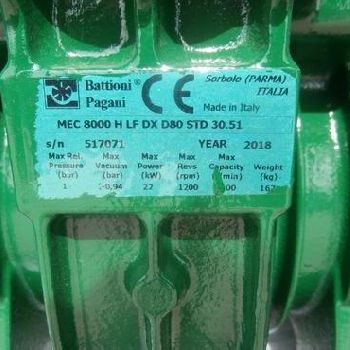 Battioni ®
Pagani
CE
Sorbolo (PARMA)
ITALIA
Made in Italy
MEC 8000 H LF DX D80 STD 30.51
s/n 517071 YEAR 2018
Max Rel. Max Max Max Max Weight
Pressure Vacuum Power Revs Capacity (kg)
(bar) (bar) (kW) (rpm)
1 -0,94 22 1200